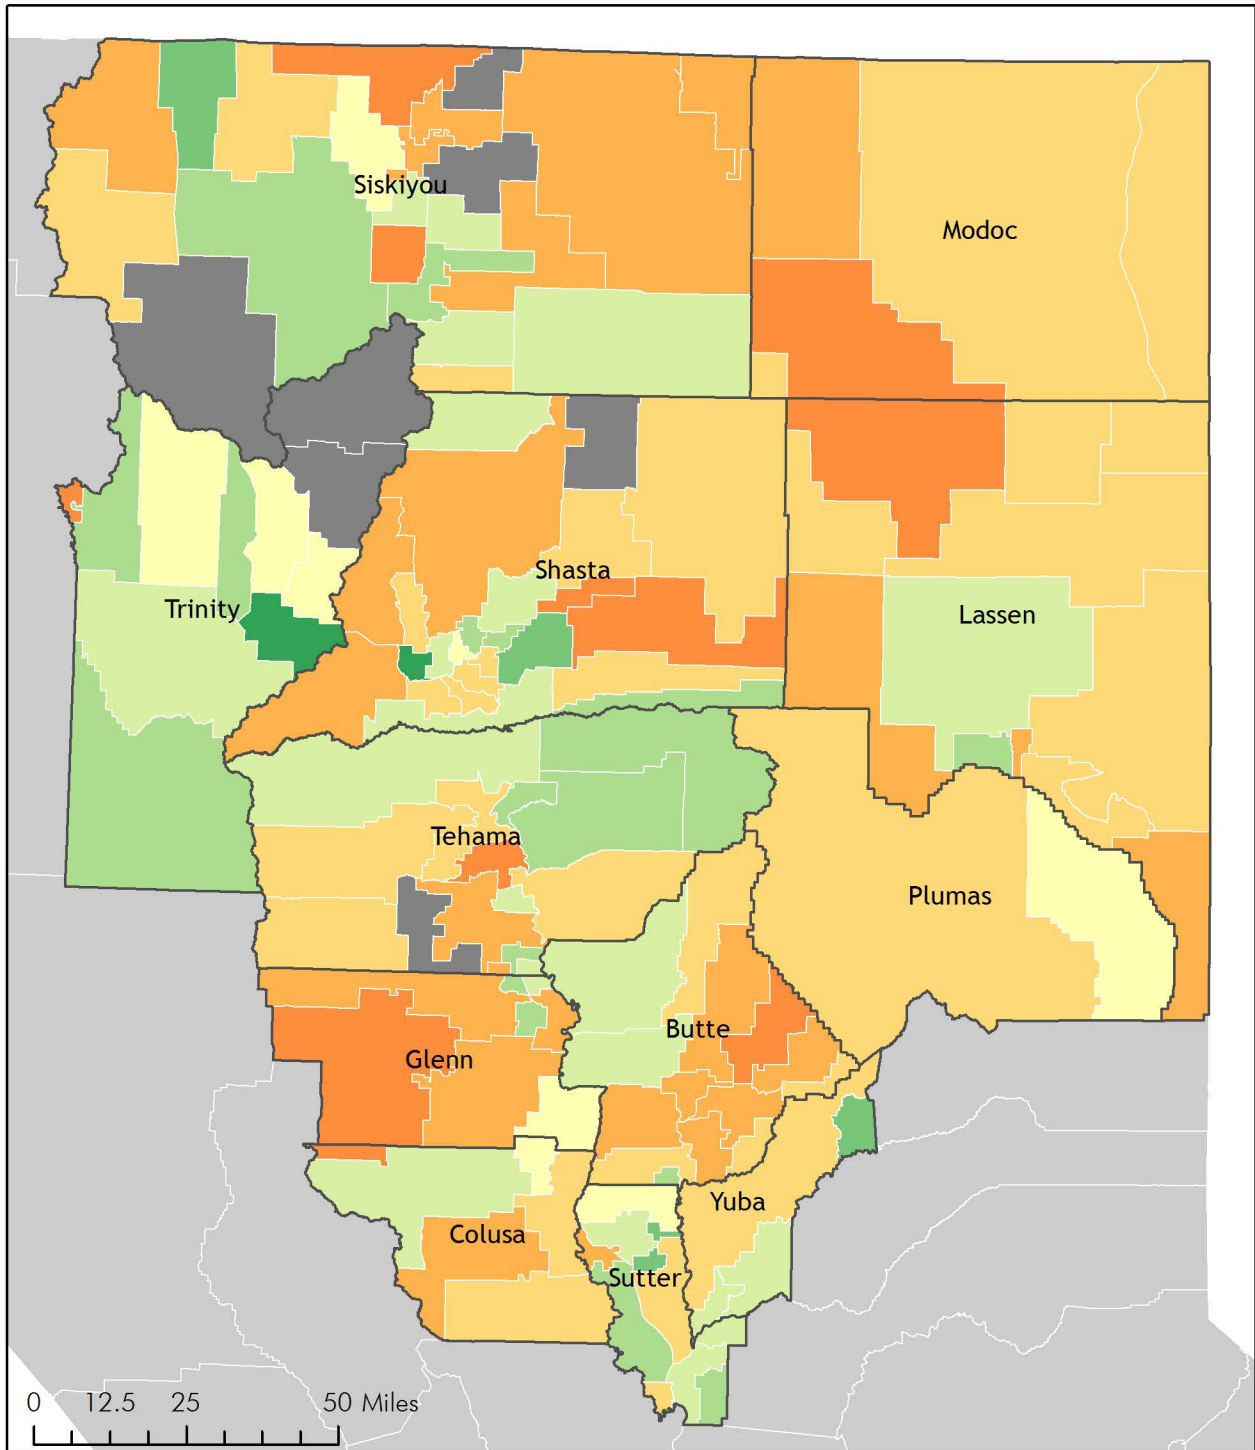 Siskiyou
Modoc
Shasta
Trinity
Lassen
Tehama
Plumas
Butte
Glenn
Yuba
Colusa
Sutter
0 12.5 25 50 Miles